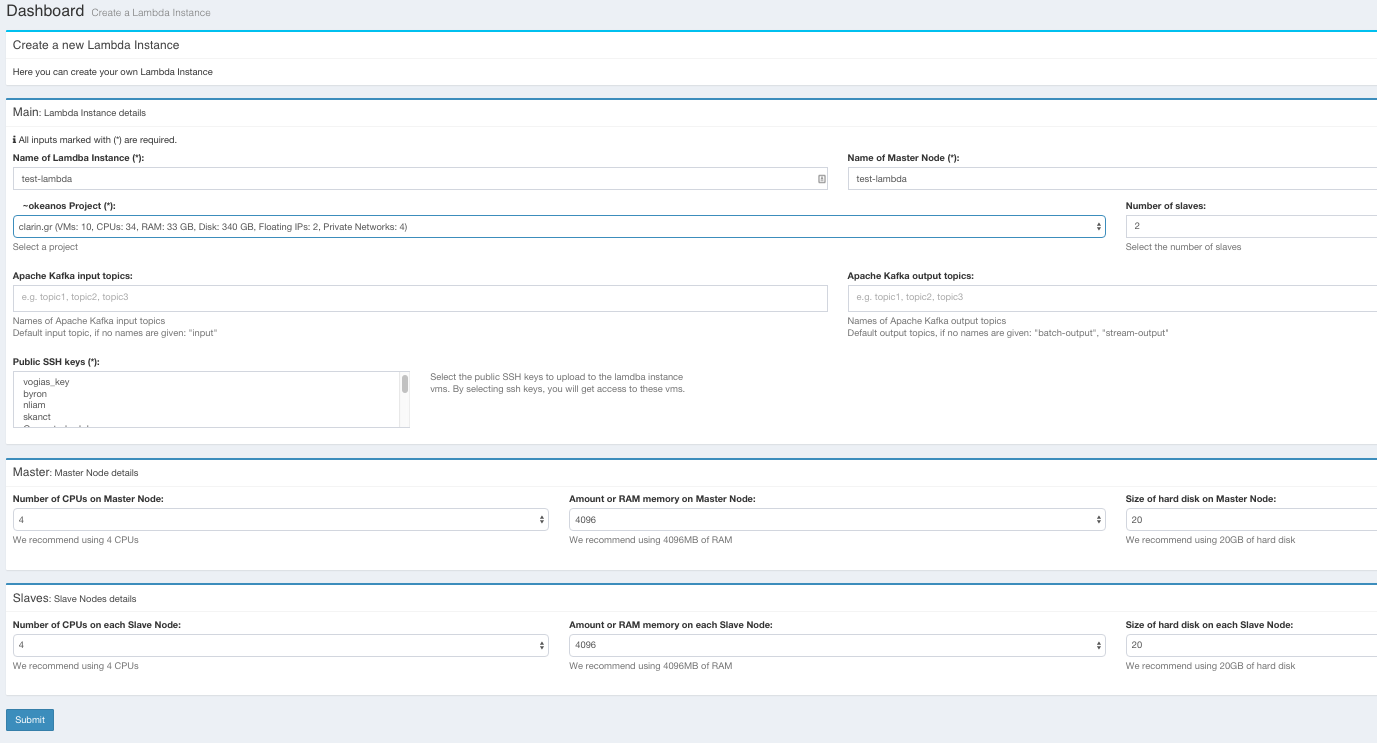 Dashboard Create a Lambda Instance
Create a new Lambda Instance
Here you can create your own Lambda Instance
Main: Lambda Instance details
i All inputs marked with (*) are required.
Name of Lamdba Instance (*):
test-lambda
Name of Master Node (*):
test-lambda
~okeanos Project (*):
clarin.gr (VMs: 10, CPUs: 34, RAM: 33 GB, Disk: 340 GB, Floating IPs: 2, Private Networks: 4)
Select a project
Number of slaves:
2
Select the number of slaves
Apache Kafka input topics:
e.g. topic1, topic2, topic3
Names of Apache Kafka input topics
Default input topic, if no names are given: "input"
Apache Kafka output topics:
e.g. topic1, topic2, topic3
Names of Apache Kafka output topics
Default output topics, if no names are given: "batch-output", "stream-output"
Public SSH keys (*):
vogias_key
byron
nliam
skanct
Select the public SSH keys to upload to the lamdba instance
vms. By selecting ssh keys, you will get access to these vms.
Master: Master Node details
Number of CPUs on Master Node:
4
We recommend using 4 CPUs
Amount or RAM memory on Master Node:
4096
We recommend using 4096MB of RAM
Size of hard disk on Master Node:
20
We recommend using 20GB of hard disk
Slaves: Slave Nodes details
Number of CPUs on each Slave Node:
4
We recommend using 4 CPUs
Amount or RAM memory on each Slave Node:
4096
We recommend using 4096MB of RAM
Size of hard disk on each Slave Node:
20
We recommend using 20GB of hard disk
Submit